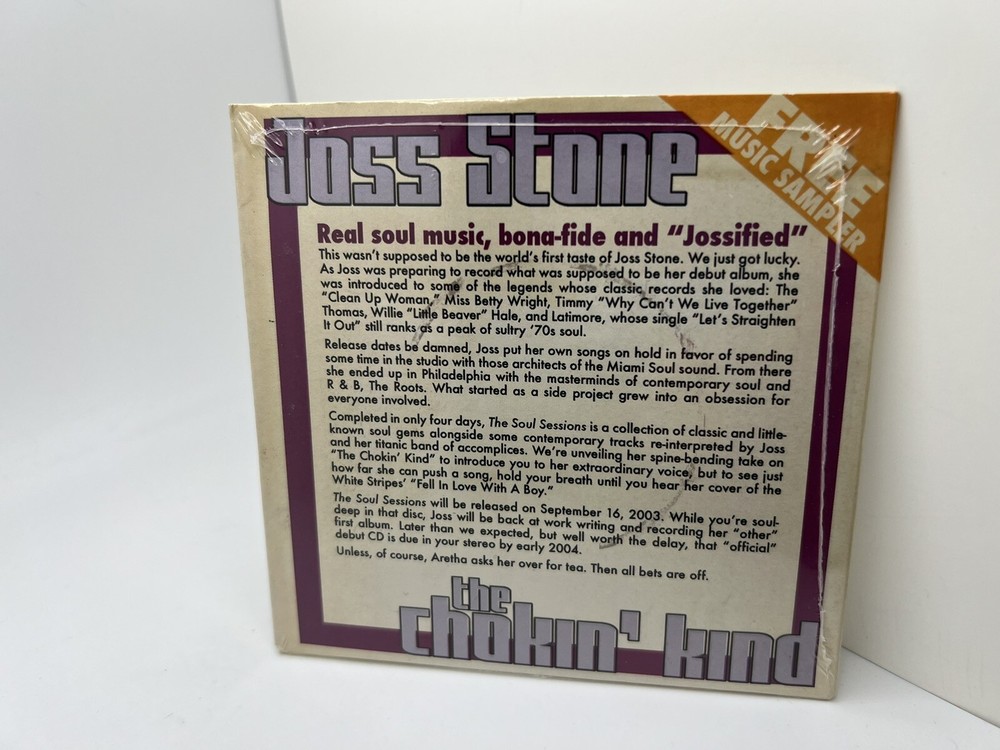 Joss Stone
FREE
MUSIC SAMPLER
Real soul music, bona-fide and "Jossified"
This wasn't supposed to be the world's first taste of Joss Stone. We just got lucky.
As Joss was preparing to record what was supposed to be her debut album, she
was introduced to some of the legends whose classic records she loved: The
"Clean Up Woman," Miss Betty Wright, Timmy "Why Can't We Live Together"
Thomas, Willie "Little Beaver" Hale, and Latimore, whose single "Let's Straighten
It Out" still ranks as a peak of sultry '70s soul.
Release dates be damned, Joss put her own songs on hold in favor of spending
some time in the studio with those architects of the Miami Soul sound. From there
she ended up in Philadelphia with the masterminds of contemporary soul and
R & B, The Roots. What started as a side project grew into an obsession for
everyone involved.
Completed in only four days, The Soul Sessions is a collection of classic and little-
known soul gems alongside some contemporary tracks re-interpreted by Joss
and her titanic band of accomplices. We're unveiling her spine-bending take on
"The Chokin' Kind" to introduce you to her extraordinary voice, but to see just
how far she can push a song, hold your breath until you hear her cover of the
White Stripes' "Fell In Love With A Boy."
The Soul Sessions will be released on September 16, 2003. While you're soul-
deep in that disc, Joss will be back at work writing and recording her "other"
first album. Later than we expected, but well worth the delay, that "official"
debut CD is due in your stereo by early 2004.
Unless, of course, Aretha asks her over for tea. Then all bets are off.
the
chokin' kind